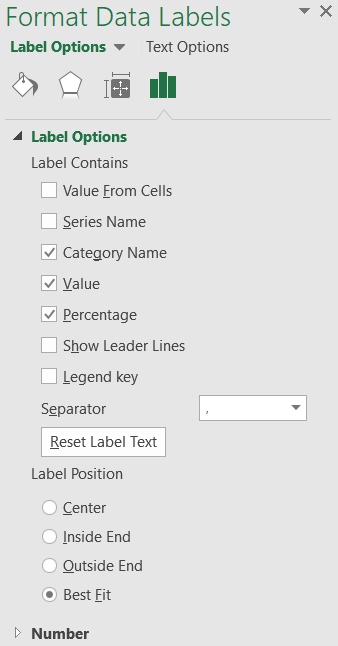 Format Data Labels
Label Options Text Options
Label Options
Label Contains
Value From Cells
Series Name
Category Name
Value
Percentage
Show Leader Lines
Legend key
Separator ,
Reset Label Text
Label Position
Center
Inside End
Outside End
Best Fit
Number